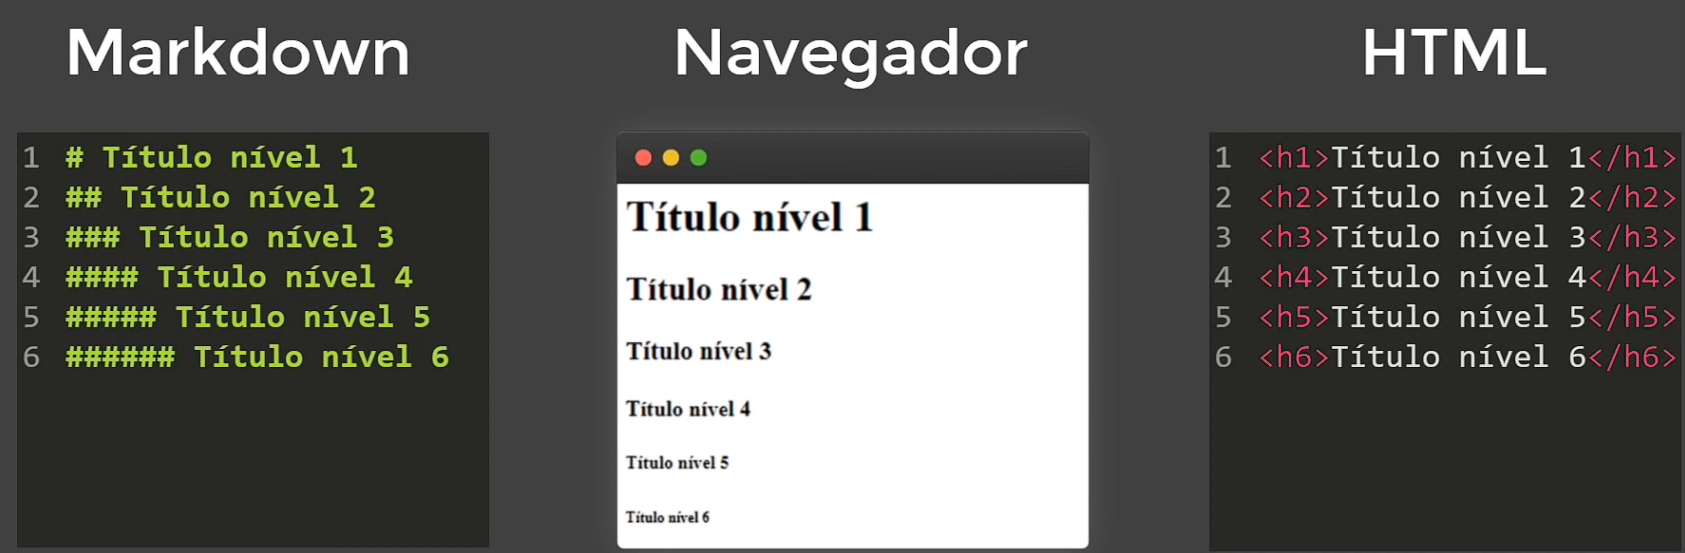 Markdown
1 # Título nível 1
2 ## Título nível 2
3 ### Título nível 3
4 #### Título nível 4
5 ##### Título nível 5
6 ###### Título nível 6
Navegador
Título nível 1
Título nível 2
Título nível 3
Título nível 4
Título nível 5
Título nível 6
HTML
1 <h1>Título nível 1</h1>
2 <h2>Título nível 2</h2>
3 <h3>Título nível 3</h3>
4 <h4>Título nível 4</h4>
5 <h5>Título nível 5</h5>
6 <h6>Título nível 6</h6>